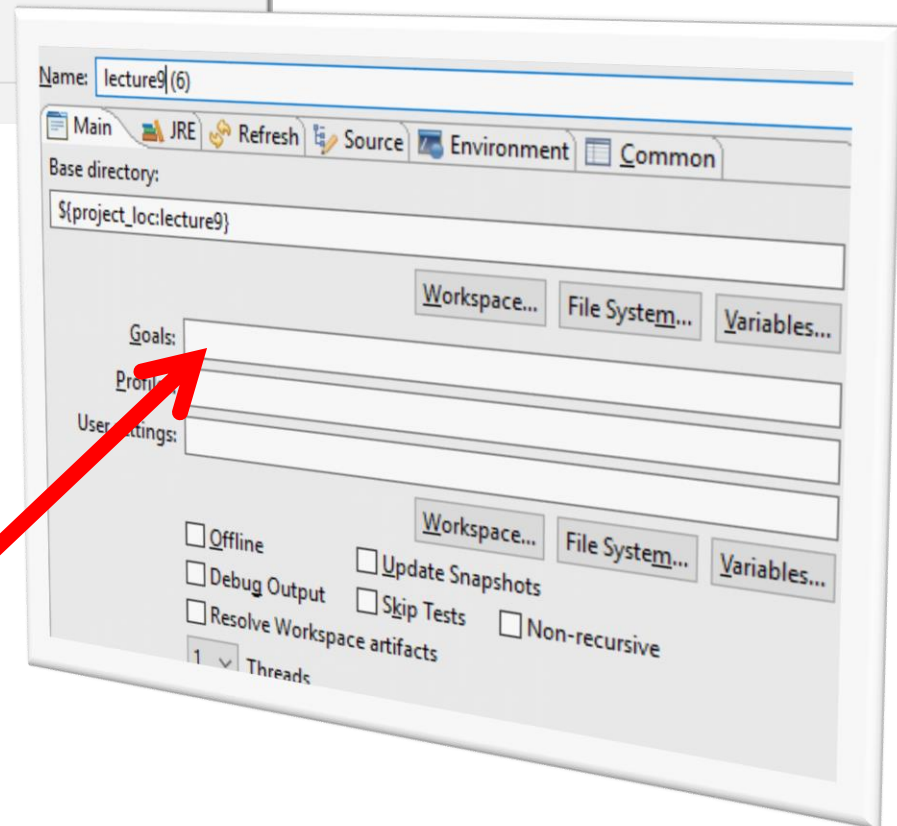 Name: lecture9 (6)
Main JRE Refresh Source Environment Common
Base directory:
${project_loc:lecture9}
Workspace... File System... Variables...
Goals:
User
Workspace... File System... Variables...
Offline Update Snapshots
Debug Output Skip Tests Non-recursive
Resolve Workspace artifacts
1 Threads